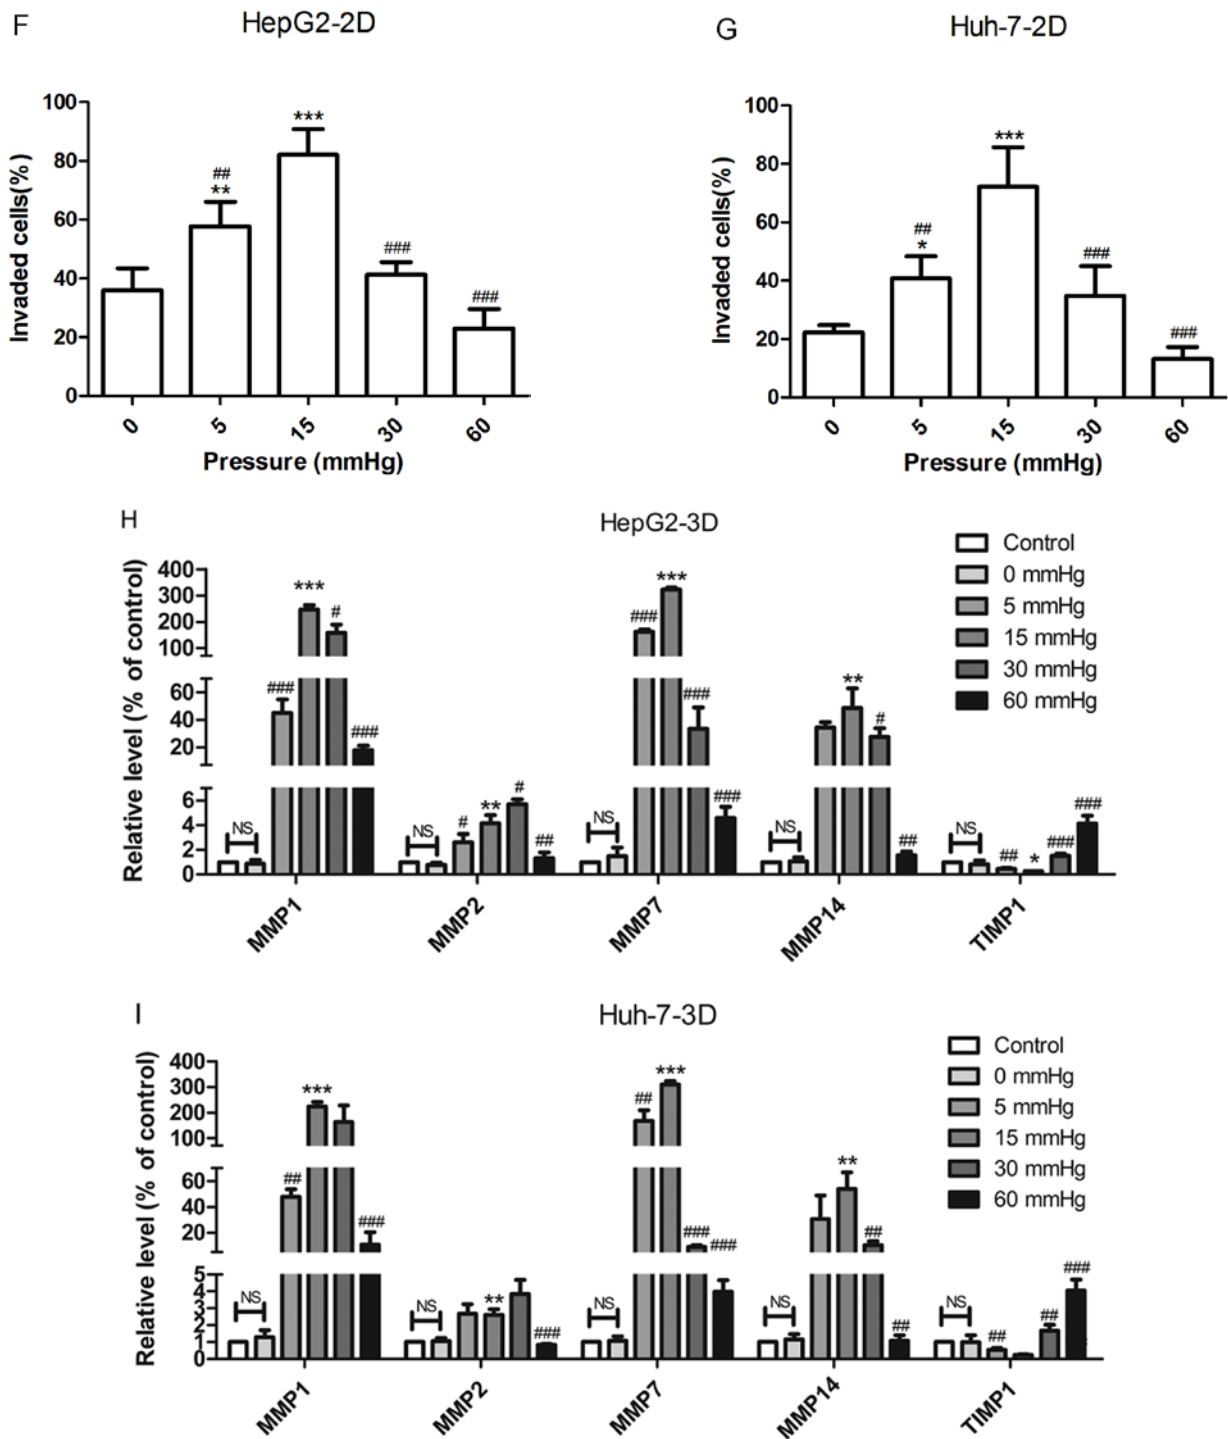 F
HepG2-2D
Invaded cells(%)
100
80
60
40
20
0
##
**
***
###
###
0
5
15
30
60
Pressure (mmHg)
G
Huh-7-2D
Invaded cells(%)
100
80
60
40
20
0
##
*
***
###
###
0
5
15
30
60
Pressure (mmHg)
H
HepG2-3D
Control
0 mmHg
5 mmHg
15 mmHg
30 mmHg
60 mmHg
Relative level (% of control)
400
300
200
100
60
40
20
6
4
2
0
NS
###
***
#
###
NS
#
**
#
##
NS
###
***
###
###
NS
**
#
##
NS
##
*
###
###
MMP1
MMP2
MMP7
MMP14
TIMP1
I
Huh-7-3D
Control
0 mmHg
5 mmHg
15 mmHg
30 mmHg
60 mmHg
Relative level (% of control)
400
300
200
100
60
40
20
5
4
3
2
1
0
NS
##
***
###
NS
**
###
NS
##
***
###
###
NS
**
##
##
NS
##
##
###
MMP1
MMP2
MMP7
MMP14
TIMP1